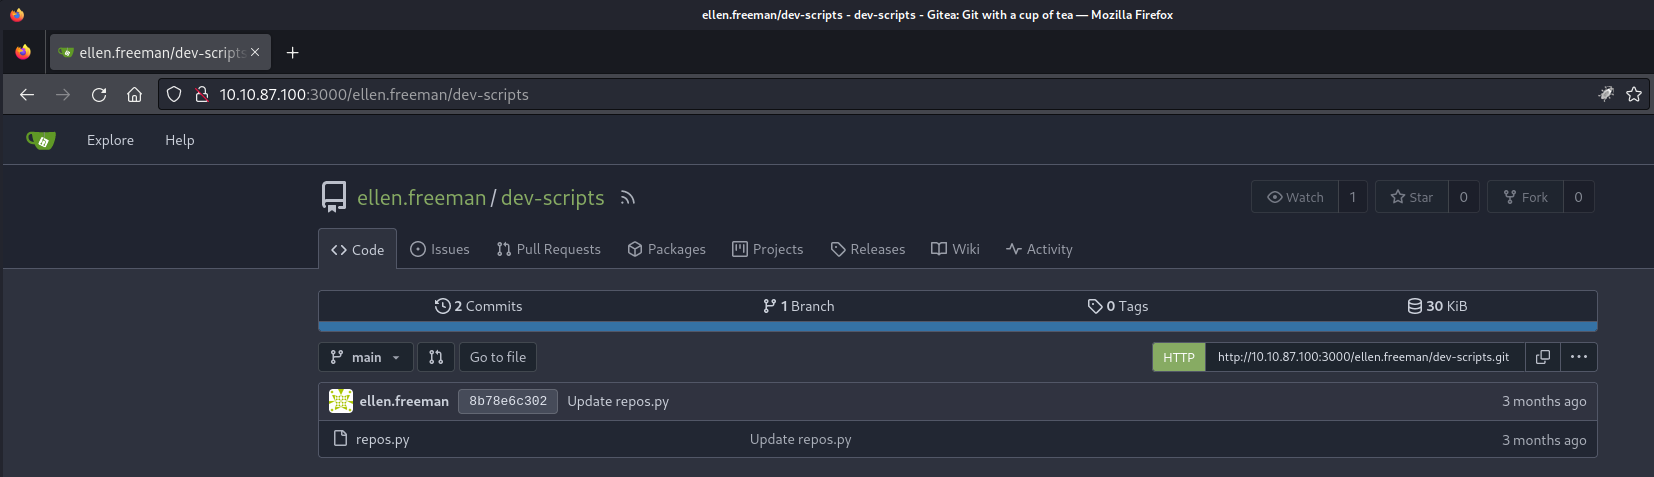 ellen.freeman/dev-scripts - dev-scripts - Gitea: Git with a cup of tea — Mozilla Firefox
ellen.freeman/dev-scripts
10.10.87.100:3000/ellen.freeman/dev-scripts
Explore Help
ellen.freeman / dev-scripts Watch 1 Star 0 Fork 0
Code Issues Pull Requests Packages Projects Releases Wiki Activity
2 Commits 1 Branch 0 Tags 30 KiB
main Go to file HTTP http://10.10.87.100:3000/ellen.freeman/dev-scripts.git
ellen.freeman 8b78e6c302 Update repos.py 3 months ago
repos.py Update repos.py 3 months ago